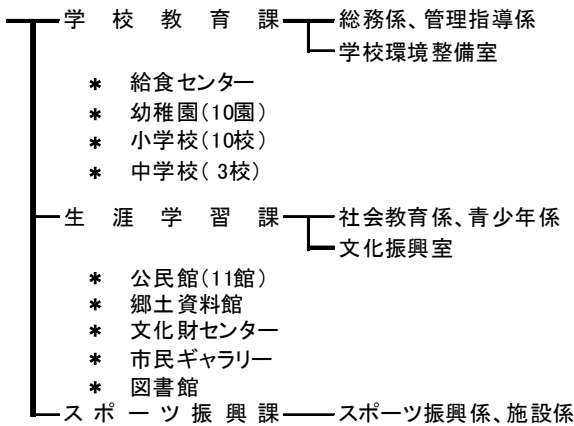 学校教育課 総務係、管理指導係
学校環境整備室
* 給食センター
* 幼稚園(10園)
* 小学校(10校)
* 中学校( 3校)
生涯学習課 社会教育係、青少年係
文化振興室
* 公民館(11館)
* 郷土資料館
* 文化財センター
* 市民ギャラリー
* 図書館
スポーツ振興課 スポーツ振興係、施設係